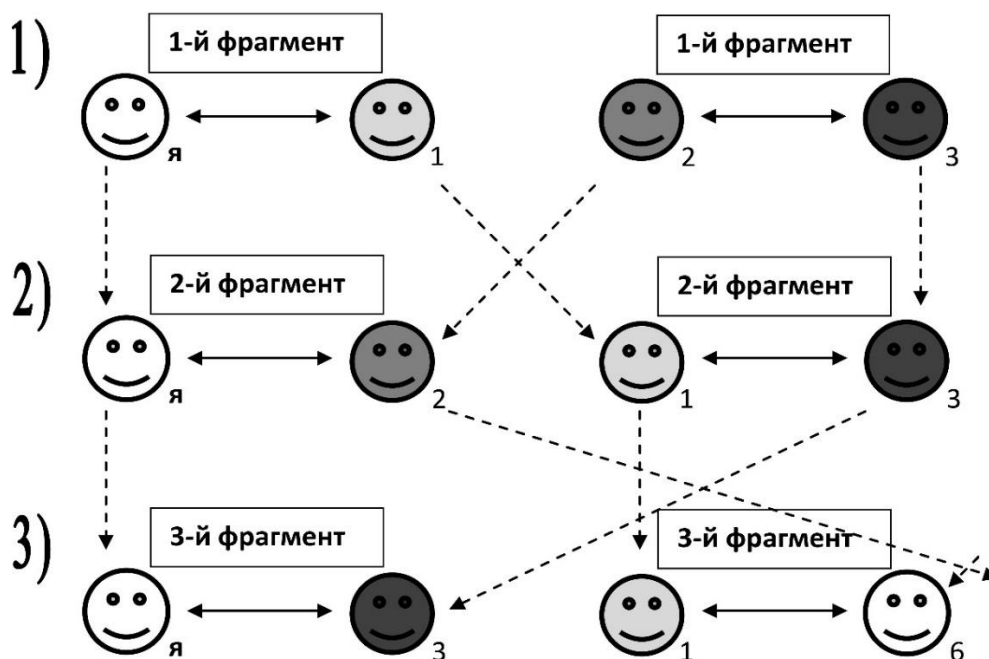 1)
1-й фрагмент
1-й фрагмент
я
1
2
3
2)
2-й фрагмент
2-й фрагмент
я
2
1
3
3)
3-й фрагмент
3-й фрагмент
я
3
1
6